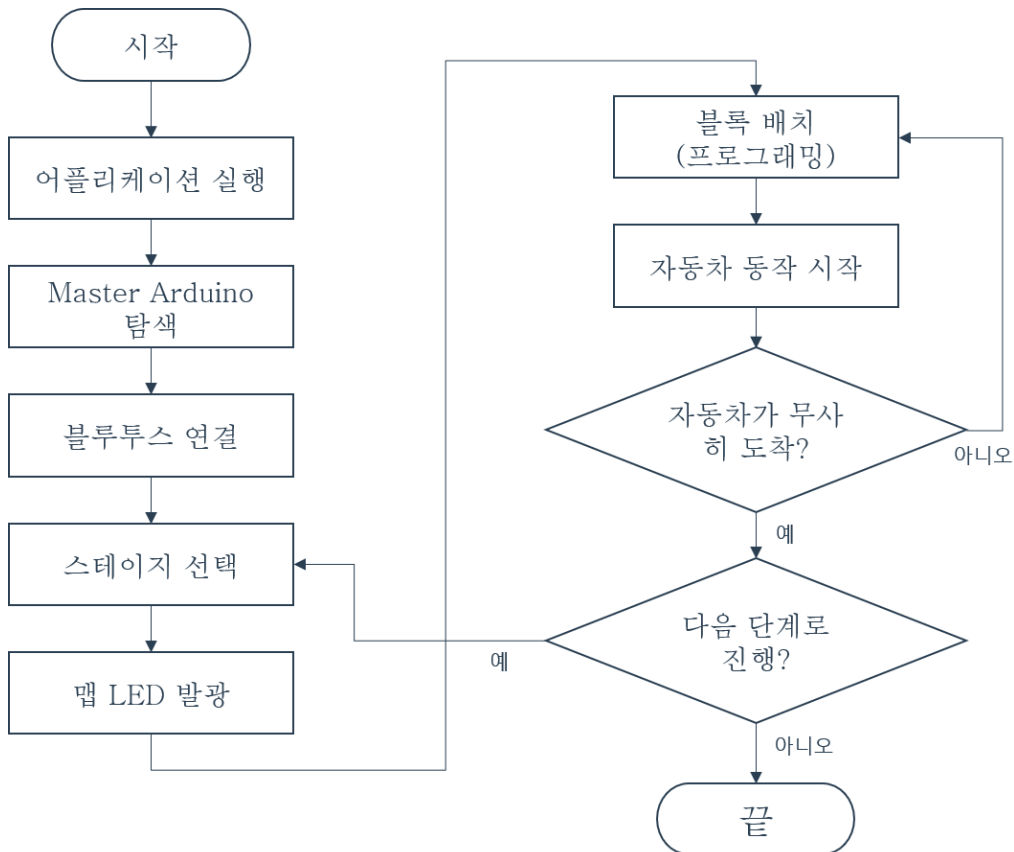 시작
어플리케이션 실행
Master Arduino
탐색
블루투스 연결
스테이지 선택
맵 LED 발광
블록 배치
(프로그래밍)
자동차 동작 시작
자동차가 무사
히 도착?
아니오
예
다음 단계로
진행?
예
아니오
끝